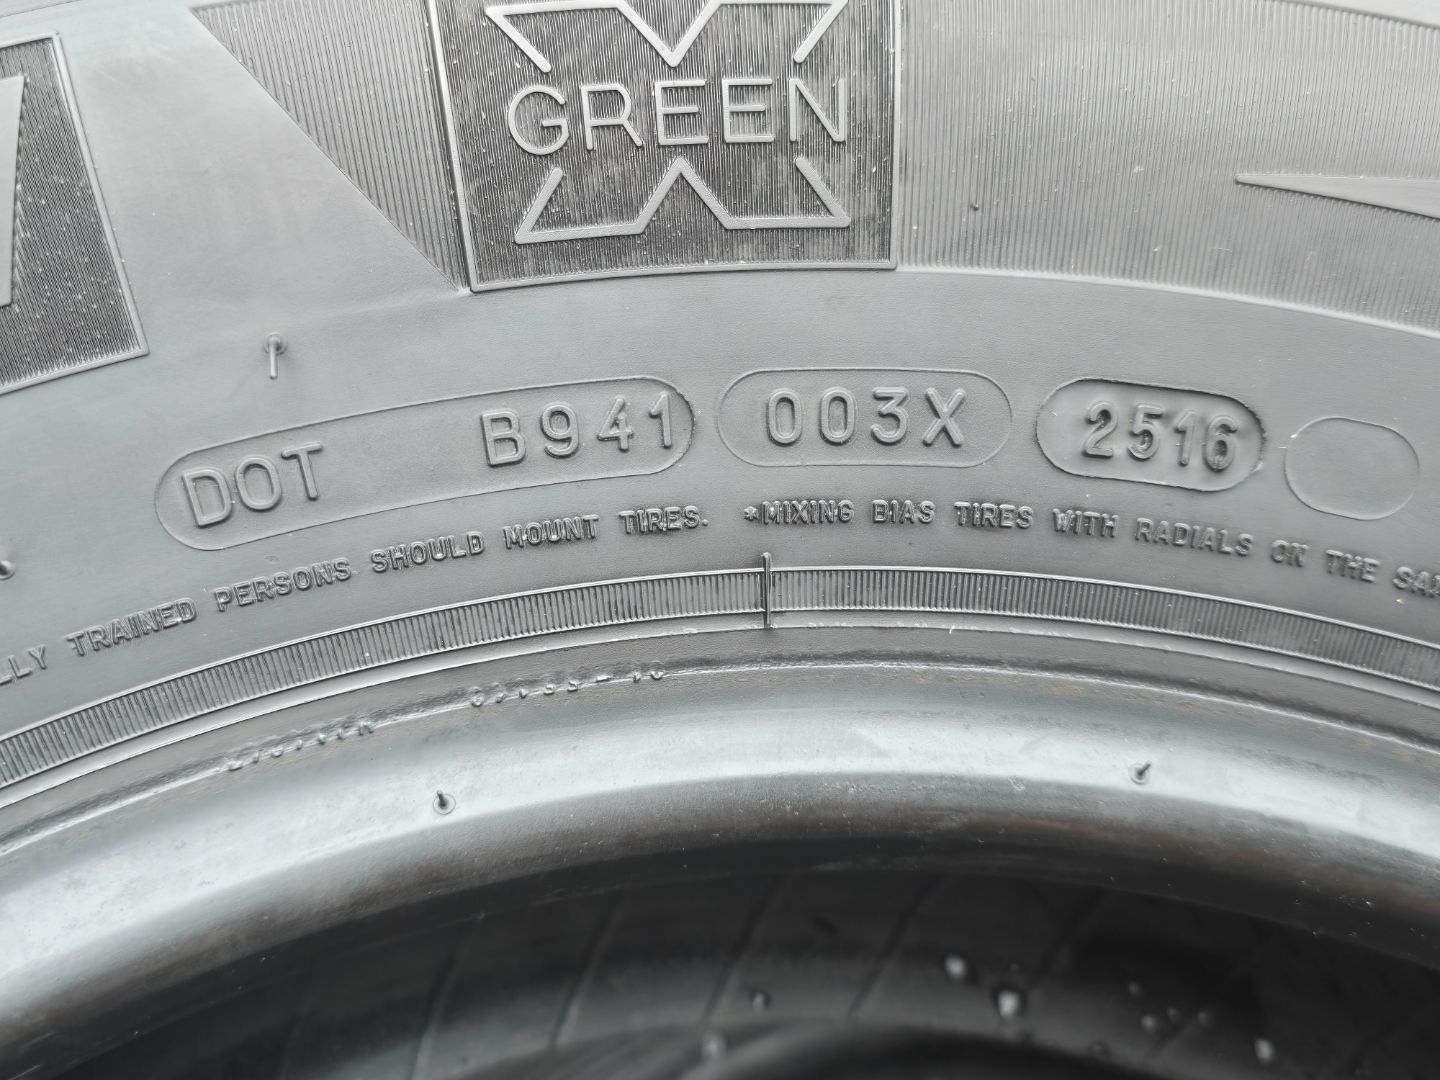 GREEN
DOT B941 003X 2516
TRAINED PERSONS SHOULD MOUNT TIRES. *MIXING BIAS TIRES WITH RADIALS ON THE